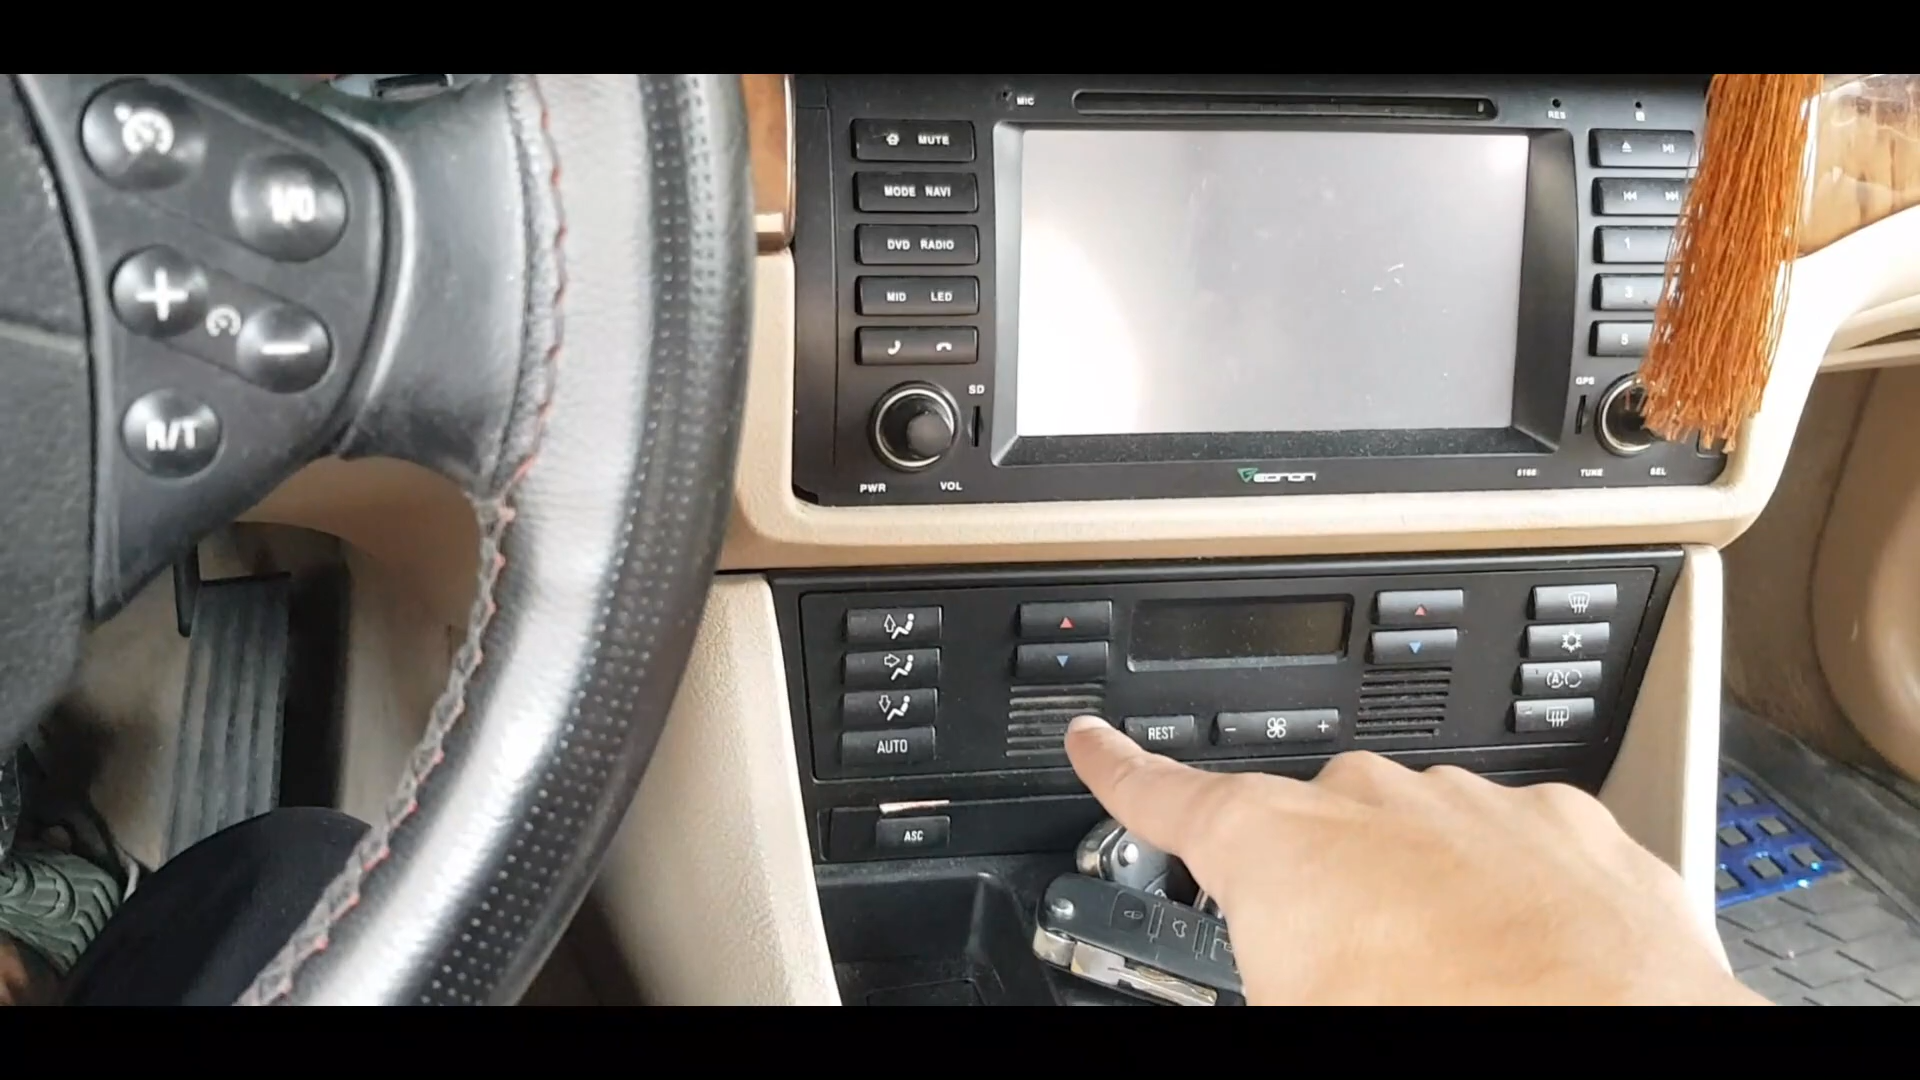 I/O
R/T
MIC
RES
MUTE
MODE NAVI
DVD RADIO
MID LED
SD
PWR VOL
1
3
5
GPS
TUNE SEL
eonon
AUTO
REST
- +
A
ASC